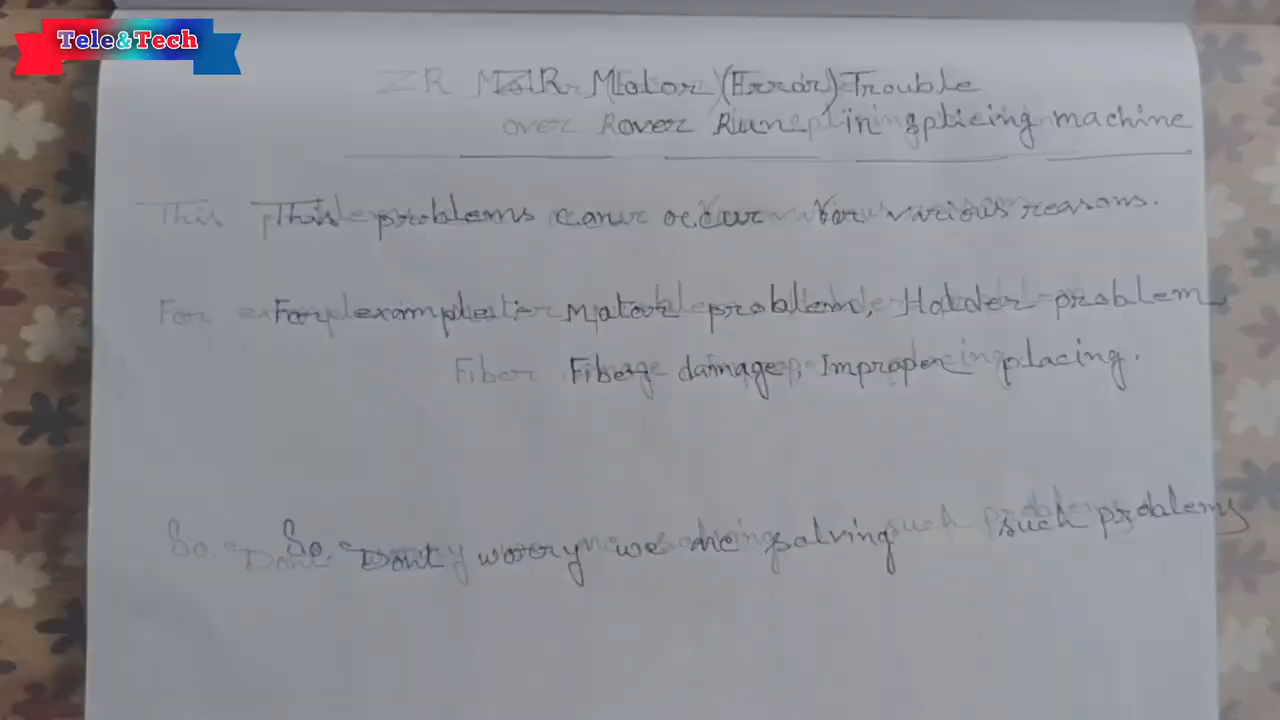 Tele&Tech
ZR Motor (Error) Trouble
over Run in splicing machine
This problems can occur for various reasons.
For example:- Motor problem, Holder problem
Fiber damage, Improper placing.
So, Dont worry we are solving such problems